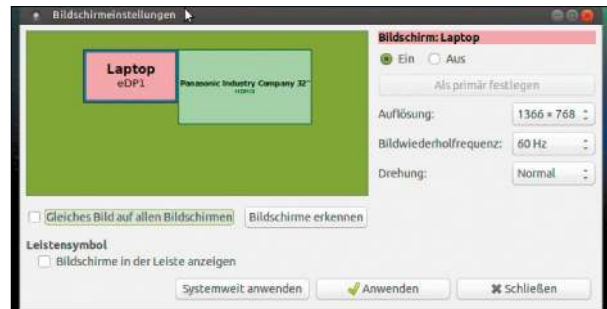 Bildschirmeinstellungen
Bildschirm: Laptop
Laptop
eDP1
Panasonic Industry Company 32"
HDMI2
Ein
Aus
Als primär festlegen
Auflösung:
1366 × 768
Bildwiederholfrequenz:
60 Hz
Drehung:
Normal
Gleiches Bild auf allen Bildschirmen
Bildschirme erkennen
Leistensymbol
Bildschirme in der Leiste anzeigen
Systemweit anwenden
Anwenden
Schließen